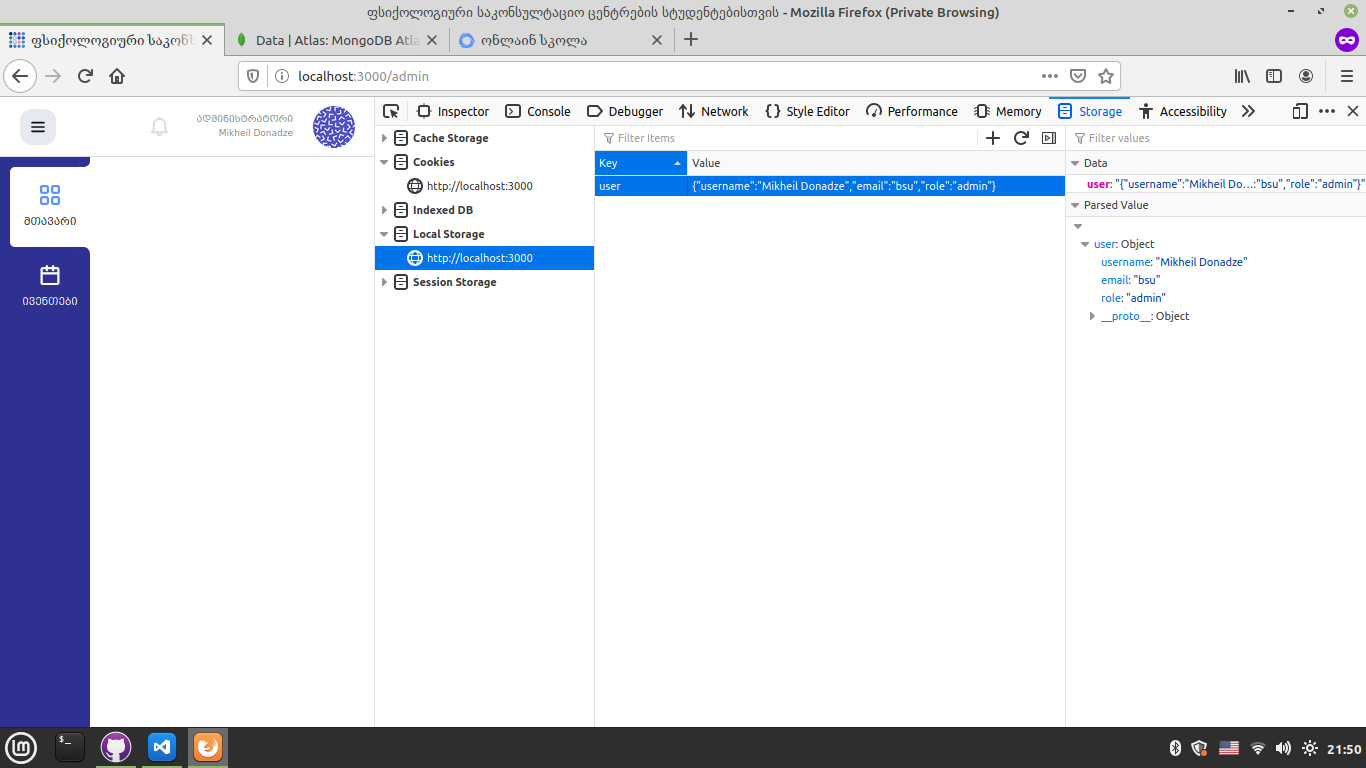 ფსიქოლოგიური საკონსულტაციო ცენტრების სტუდენტებისთვის - Mozilla Firefox (Private Browsing)
ფსიქოლოგიური საკონს
Data | Atlas: MongoDB Atla
ონლაინ სკოლა
localhost:3000/admin
ადმინისტრატორი
Mikheil Donadze
მთავარი
ივენთები
Inspector
Console
Debugger
Network
Style Editor
Performance
Memory
Storage
Accessibility
Cache Storage
Cookies
http://localhost:3000
Indexed DB
Local Storage
http://localhost:3000
Session Storage
Filter Items
Key
Value
user
{"username":"Mikheil Donadze","email":"bsu","role":"admin"}
Filter values
Data
user: "{"username":"Mikheil Do…:"bsu","role":"admin"}"
Parsed Value
user: Object
username: "Mikheil Donadze"
email: "bsu"
role: "admin"
__proto__: Object
21:50